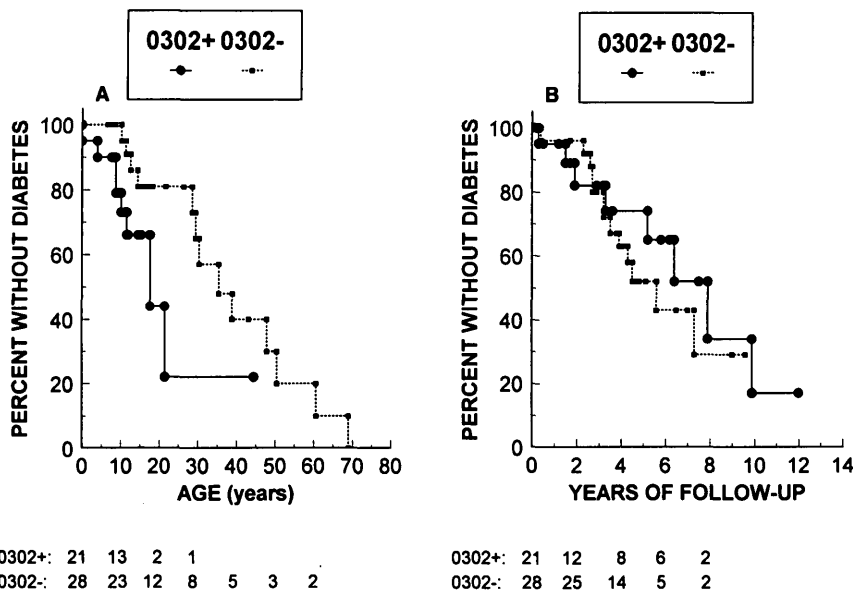 0302+ 0302-
A
PERCENT WITHOUT DIABETES
100
80
60
40
20
0
0 10 20 30 40 50 60 70 80
AGE (years)
0302+: 21 13 2 1
0302-: 28 23 12 8 5 3 2
0302+ 0302-
B
PERCENT WITHOUT DIABETES
100
80
60
40
20
0
0 2 4 6 8 10 12 14
YEARS OF FOLLOW-UP
0302+: 21 12 8 6 2
0302-: 28 25 14 5 2